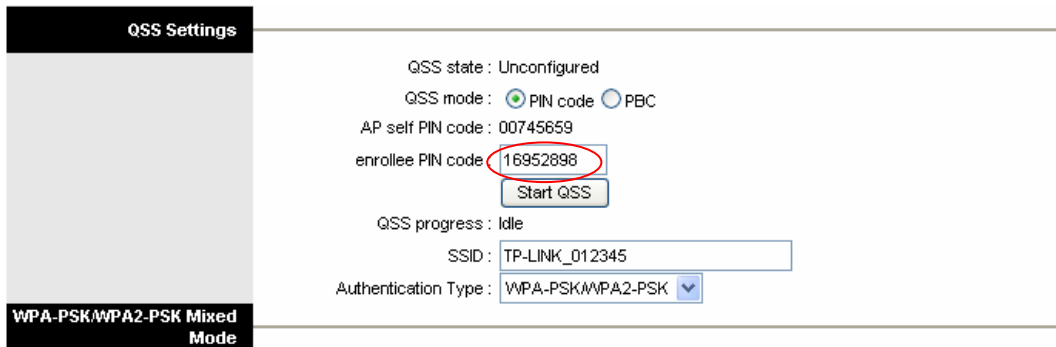 QSS Settings
QSS state : Unconfigured
QSS mode : PIN code PBC
AP self PIN code : 00745659
enrollee PIN code : 16952898
Start QSS
QSS progress : Idle
SSID : TP-LINK_012345
Authentication Type : WPA-PSK/WPA2-PSK
WPA-PSK/WPA2-PSK Mixed
Mode